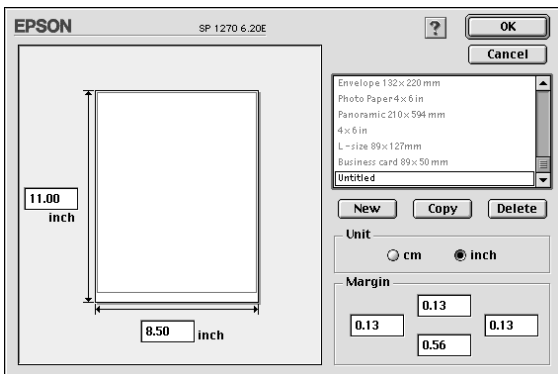 EPSON
SP 1270 6.20E
?
OK
Cancel
Envelope 132×220 mm
Photo Paper 4×6 in
Panoramic 210×594 mm
4×6 in
L-size 89×127mm
Business card 89×50 mm
Untitled
New
Copy
Delete
11.00
inch
8.50
inch
Unit
cm
inch
Margin
0.13
0.13
0.13
0.56